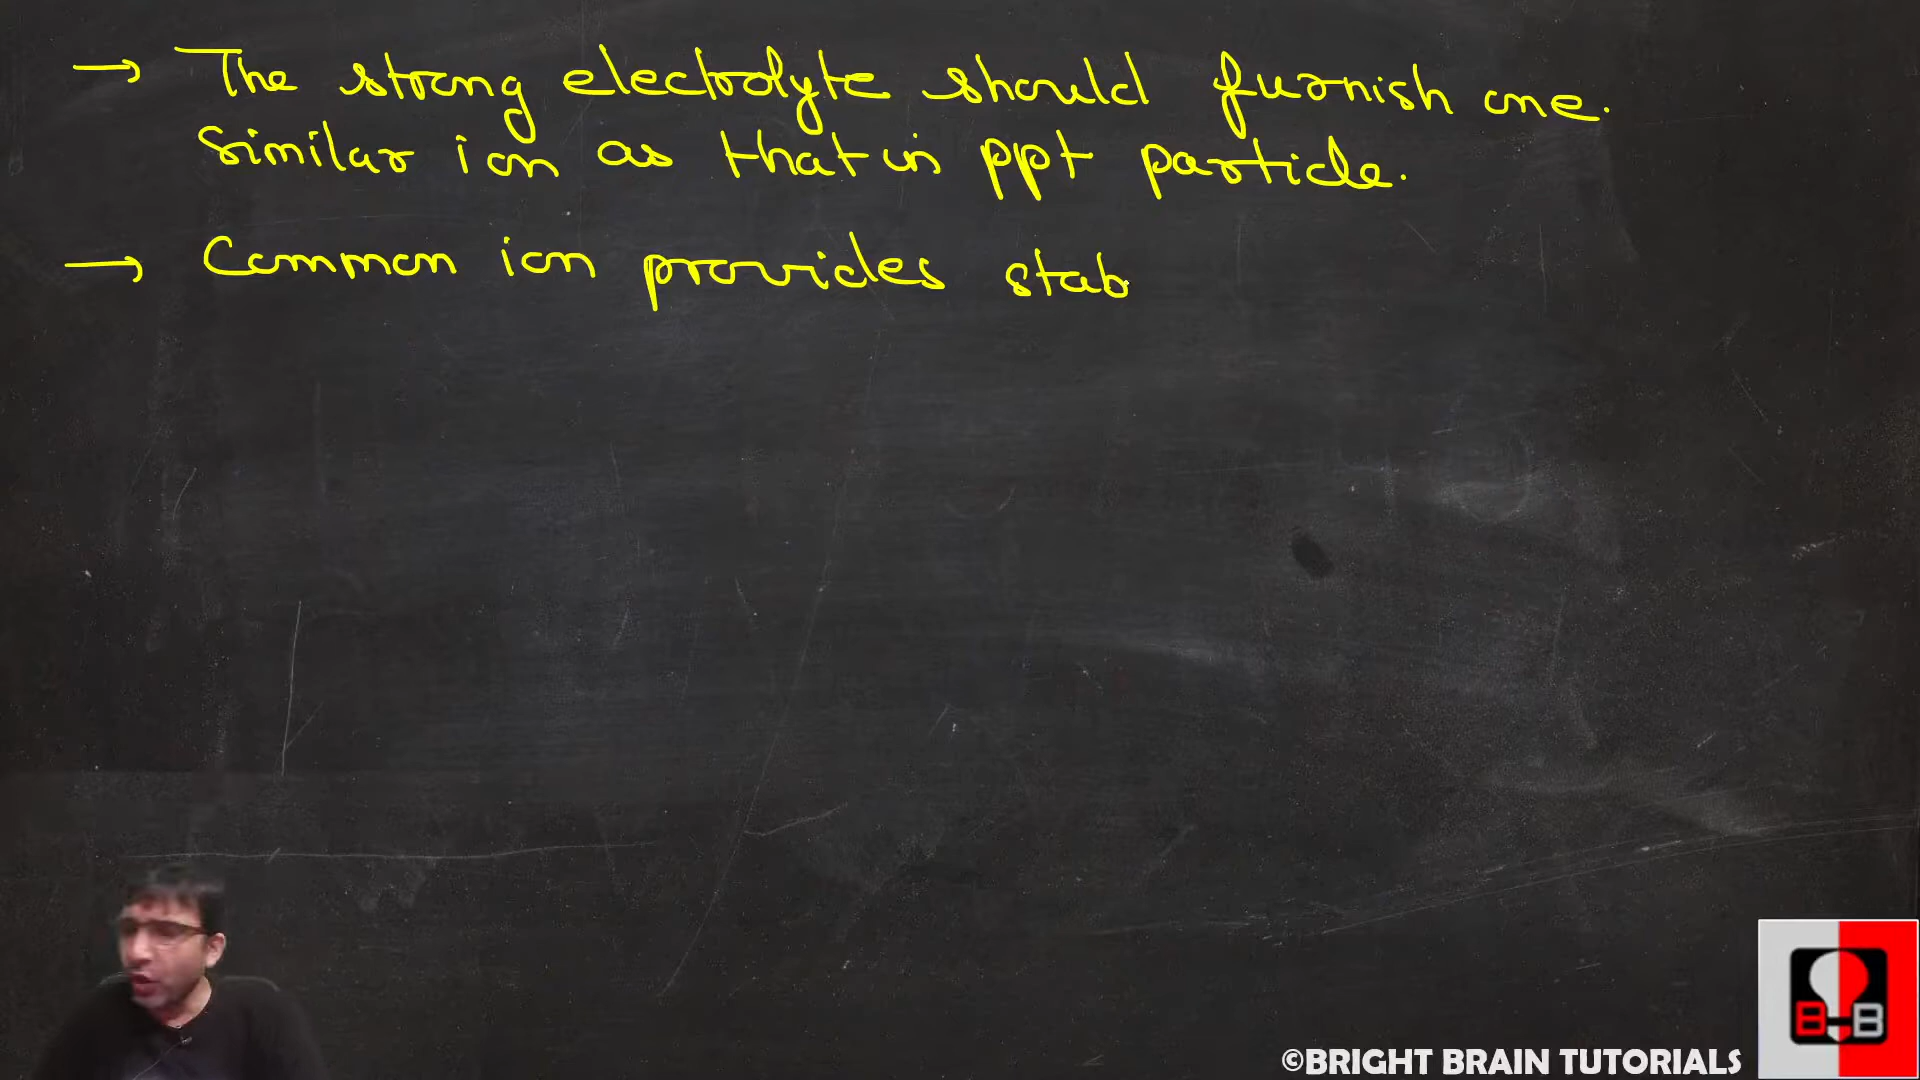 → The strong electrolyte should furnish one.
similar ion as that in ppt particle.
→ Common ion provides stab
B B
©BRIGHT BRAIN TUTORIALS